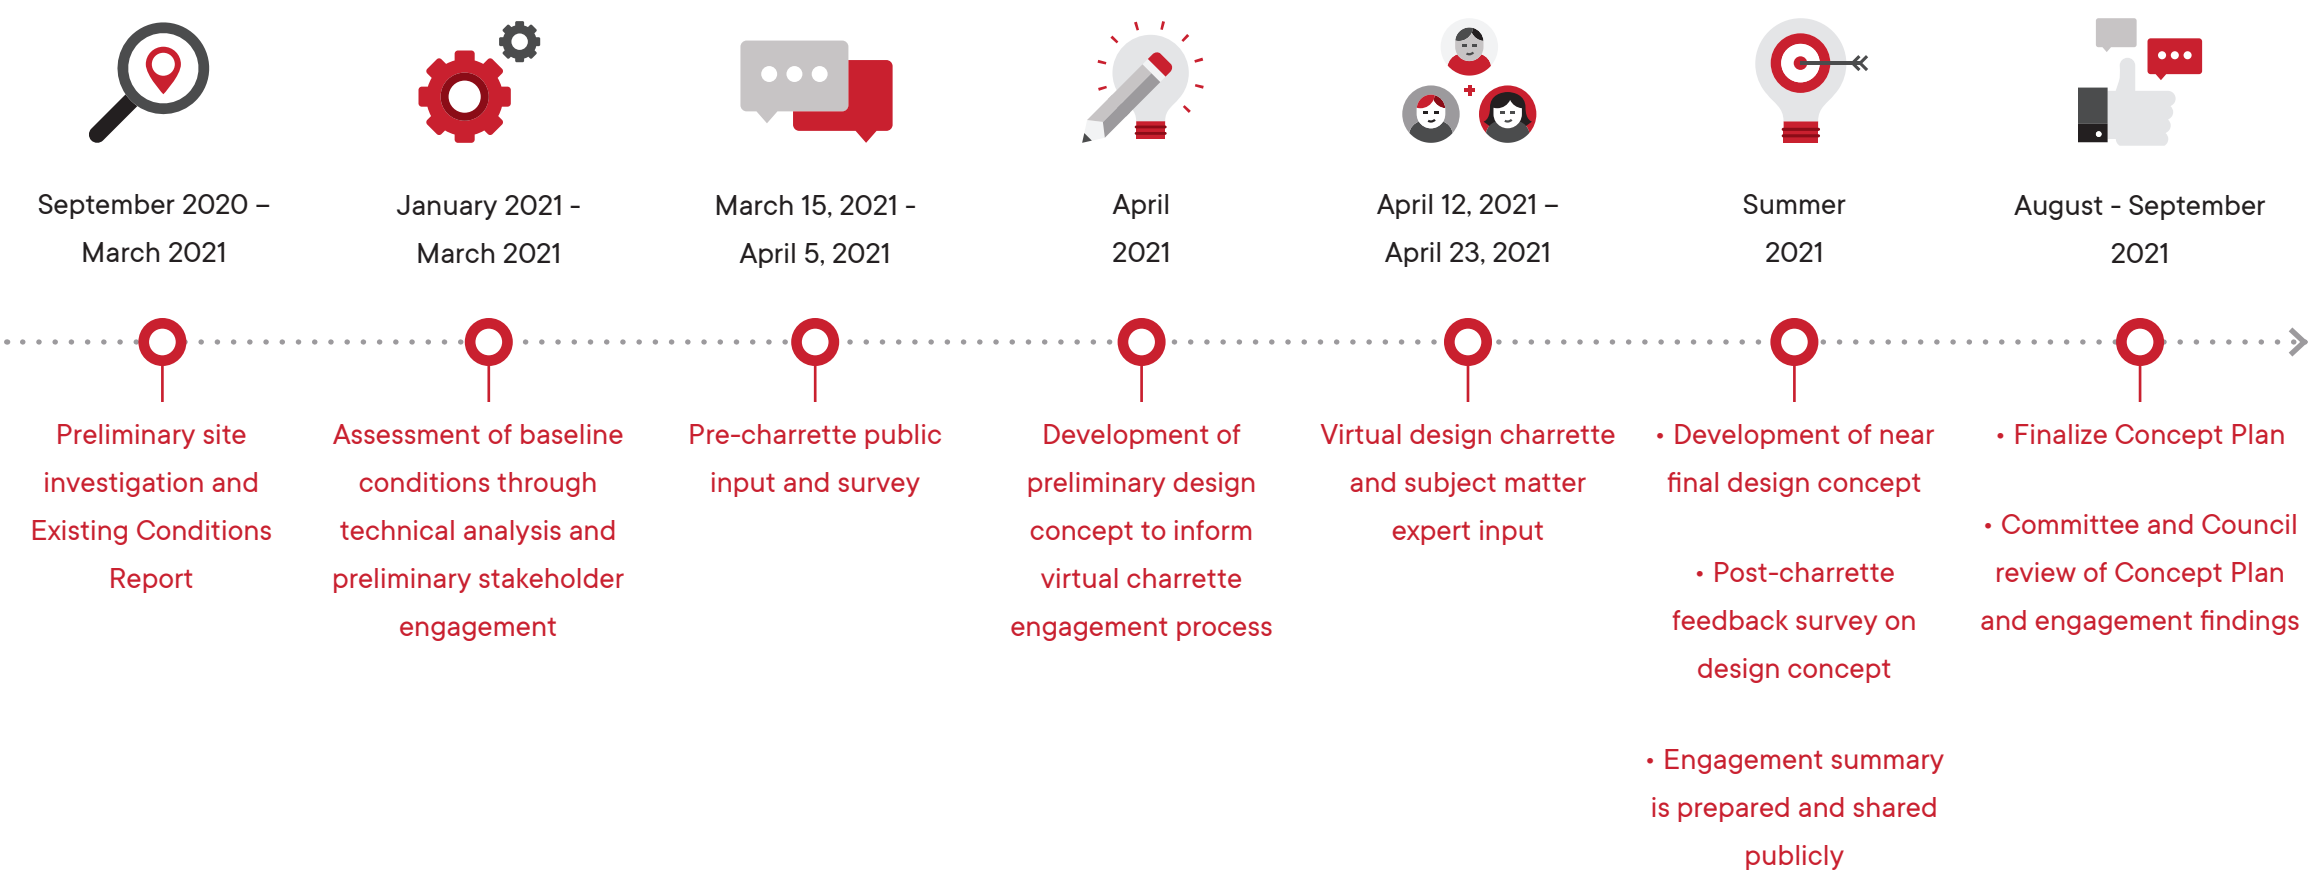 September 2020 –
March 2021
January 2021 -
March 2021
March 15, 2021 -
April 5, 2021
April
2021
April 12, 2021 –
April 23, 2021
Summer
2021
August - September
2021
Preliminary site
investigation and
Existing Conditions
Report
Assessment of baseline
conditions through
technical analysis and
preliminary stakeholder
engagement
Pre-charrette public
input and survey
Development of
preliminary design
concept to inform
virtual charrette
engagement process
Virtual design charrette
and subject matter
expert input
• Development of near
final design concept
• Post-charrette
feedback survey on
design concept
• Engagement summary
is prepared and shared
publicly
• Finalize Concept Plan
• Committee and Council
review of Concept Plan
and engagement findings